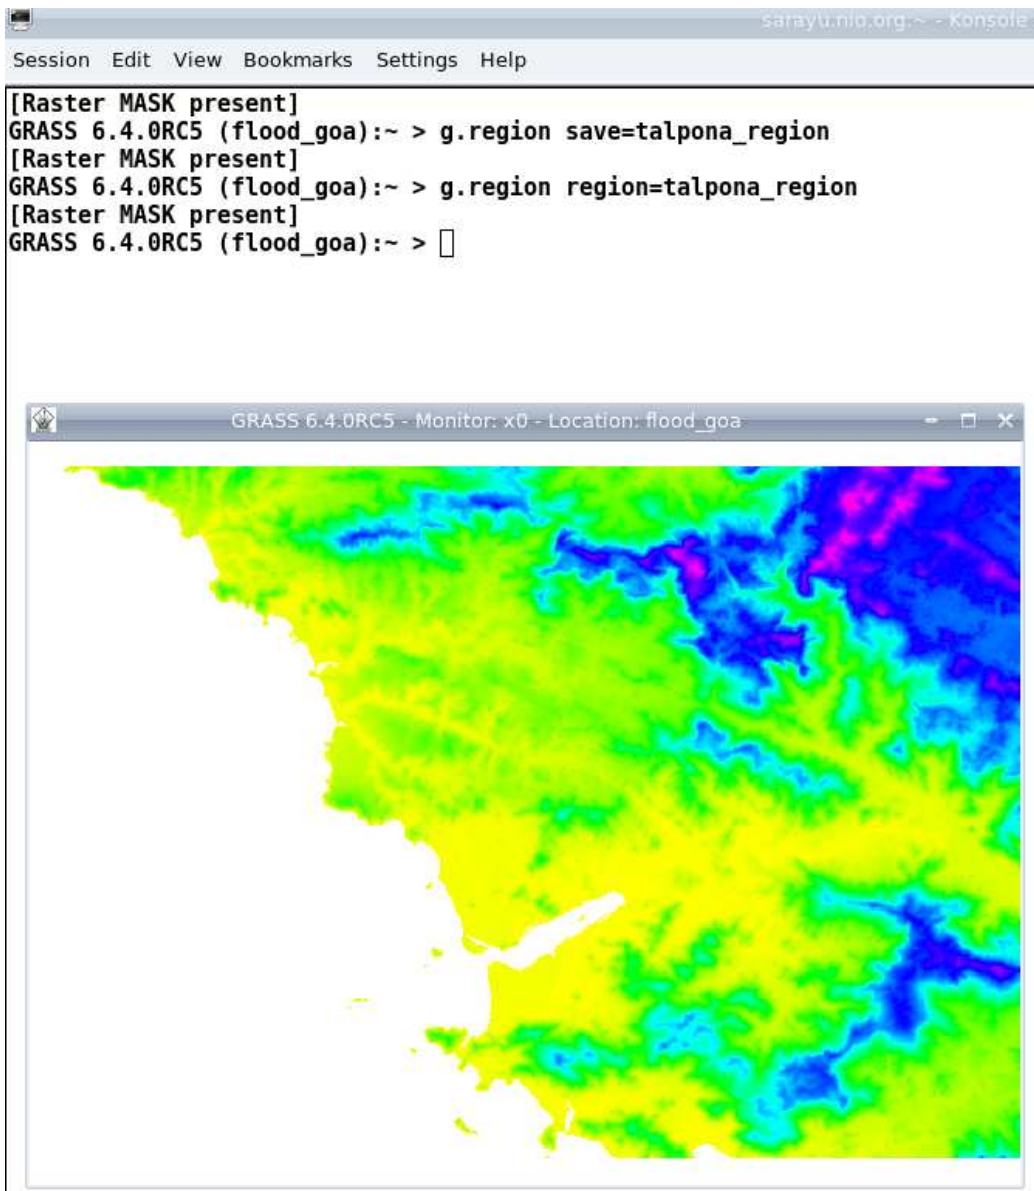 sarayu.nio.org:~ - Konsole
Session Edit View Bookmarks Settings Help
[Raster MASK present]
GRASS 6.4.0RC5 (flood_goa):~ > g.region save=talpona_region
[Raster MASK present]
GRASS 6.4.0RC5 (flood_goa):~ > g.region region=talpona_region
[Raster MASK present]
GRASS 6.4.0RC5 (flood_goa):~ >
GRASS 6.4.0RC5 - Monitor: x0 - Location: flood_goa